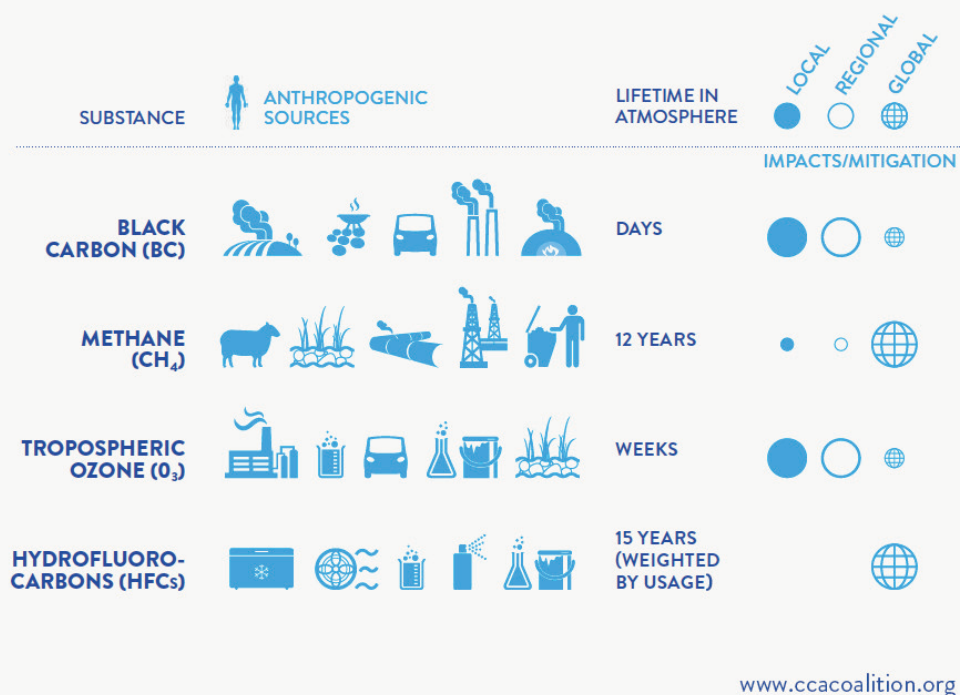 SUBSTANCE
ANTHROPOGENIC
SOURCES
LIFETIME IN
ATMOSPHERE
LOCAL
REGIONAL
GLOBAL
IMPACTS/MITIGATION
BLACK
CARBON (BC)
DAYS
METHANE
(CH₄)
12 YEARS
TROPOSPHERIC
OZONE (0₃)
WEEKS
HYDROFLUORO-
CARBONS (HFCs)
15 YEARS
(WEIGHTED
BY USAGE)
www.ccacoalition.org